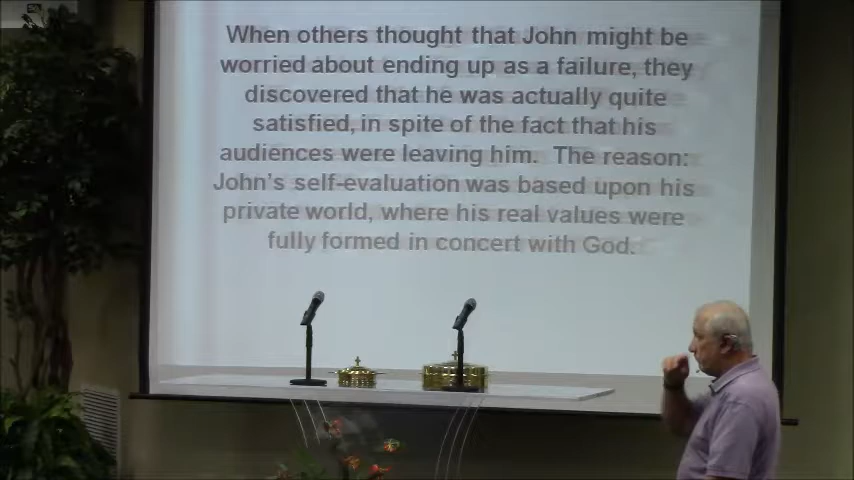 When others thought that John might be
worried about ending up as a failure, they
discovered that he was actually quite
satisfied, in spite of the fact that his
audiences were leaving him. The reason:
John's self-evaluation was based upon his
private world, where his real values were
fully formed in concert with God.